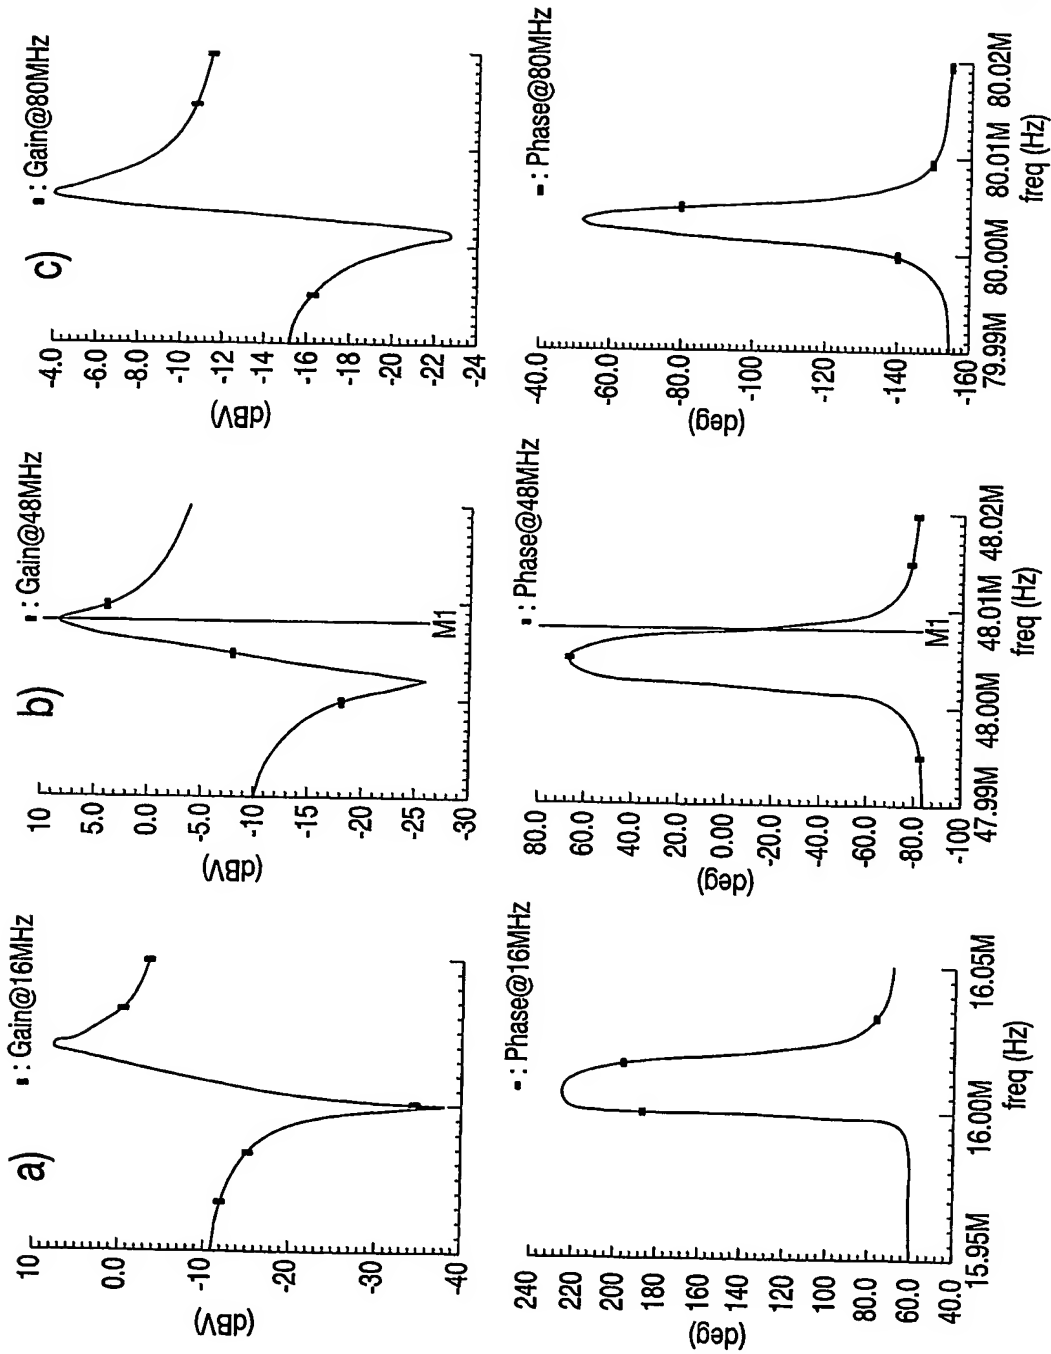 a)
: Gain@16MHz
10
0.0
-10
-20
-30
-40
(dBV)
: Phase@16MHz
240
220
180
160
140
120
100
80.0
60.0
40.0
(deg)
15.95M
16.00M
16.05M
freq (Hz)
b)
: Gain@48MHz
10
5.0
0.0
-5.0
-10
-15
-20
-25
-30
(dBV)
M1
: Phase@48MHz
80.0
60.0
40.0
20.0
0.00
-20.0
-40.0
-60.0
-80.0
-100
(deg)
M1
47.99M
48.00M
48.01M
48.02M
freq (Hz)
c)
: Gain@80MHz
-4.0
-6.0
-8.0
-10
-12
-14
-16
-18
-20
-22
-24
(dBV)
: Phase@80MHz
-40.0
-60.0
-80.0
-100
-120
-140
-160
(deg)
79.99M
80.00M
80.01M
80.02M
freq (Hz)